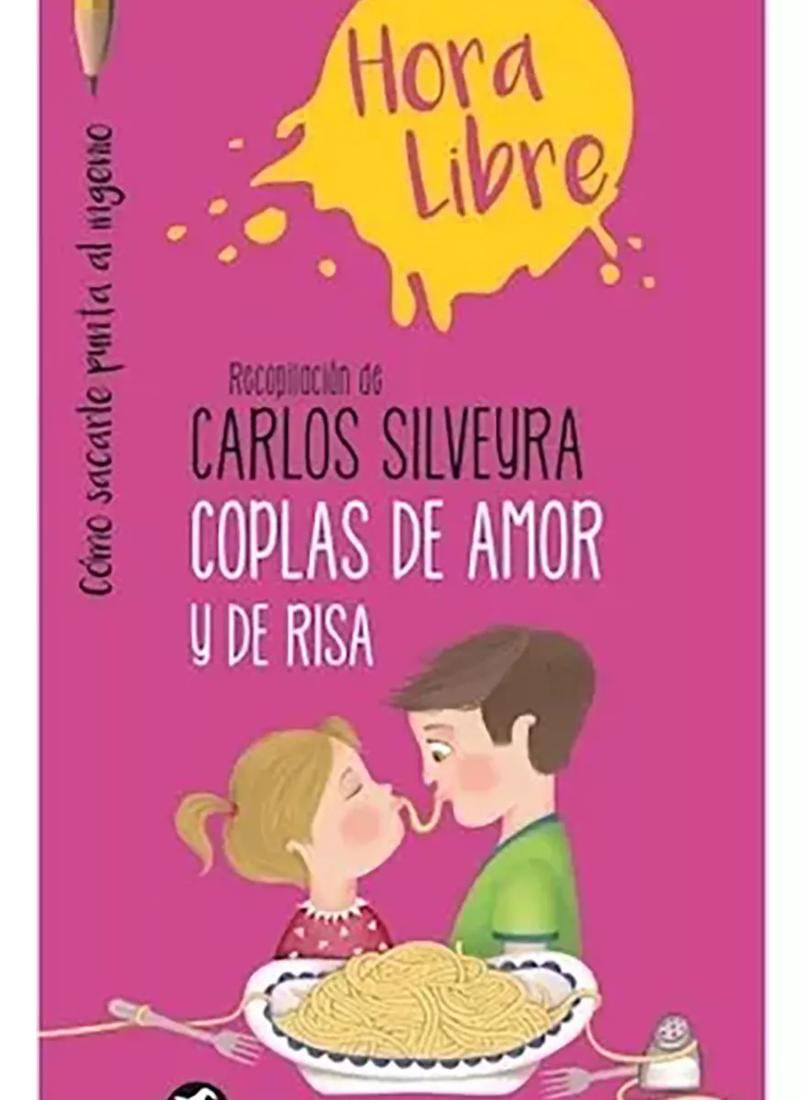 Hora
Libre
Cómo sacarle punta al ingenio
Recopilación de
CARLOS SILVEYRA
COPLAS DE AMOR
Y DE RISA